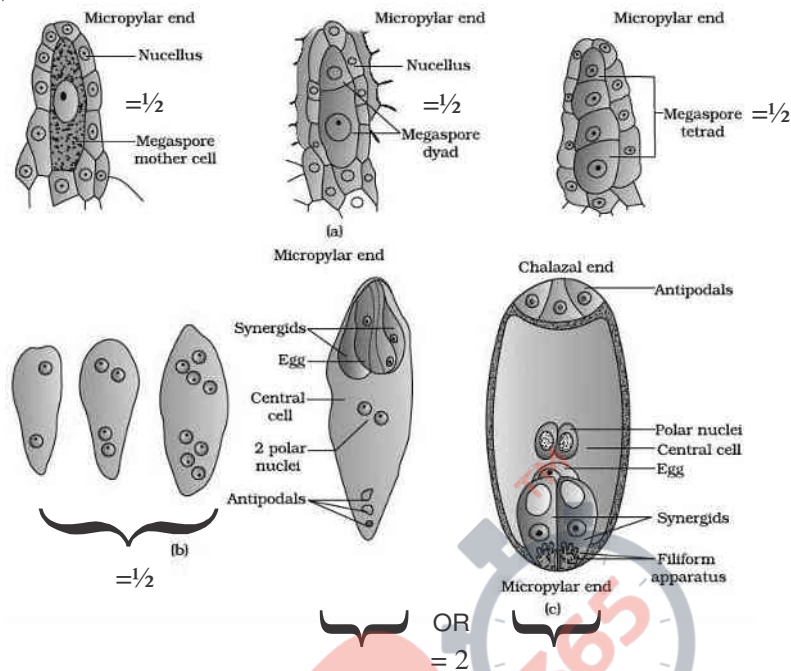 Micropylar end
Nucellus
=½
Megaspore
mother cell
Micropylar end
Nucellus
=½
Megaspore
dyad
Micropylar end
Megaspore
tetrad
=½
(a)
Micropylar end
Synergids
Egg
Central
cell
2 polar
nuclei
Antipodals
(b)
=½
Chalazal end
Antipodals
Polar nuclei
Central cell
Egg
Synergids
Filiform
apparatus
Micropylar end
(c)
OR
= 2
365